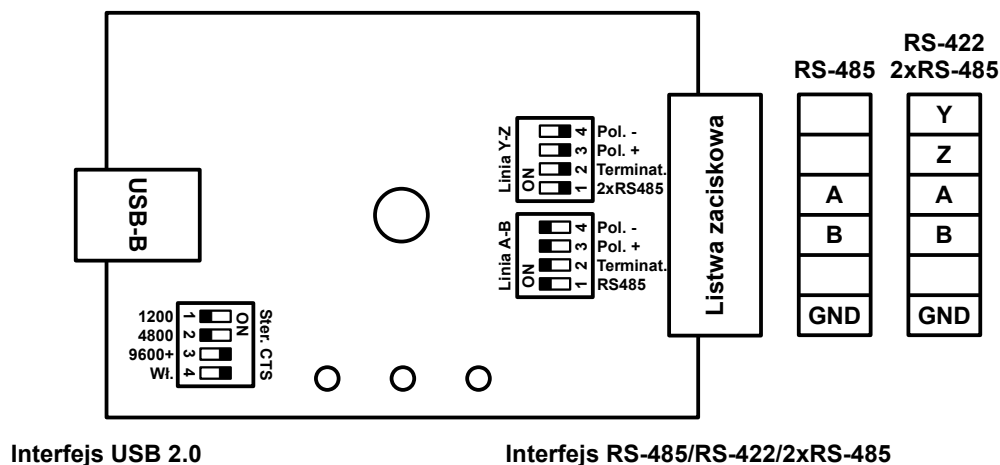 RS-422
RS-485 2xRS-485
Y
Z
A A
B B
GND GND
Listwa zaciskowa
Linia Y-Z
ON
4 Pol. -
3 Pol. +
2 Terminat.
1 2xRS485
Linia A-B
ON
4 Pol. -
3 Pol. +
2 Terminat.
1 RS485
USB-B
1200 1
4800 2
9600+ 3
Wł. 4
ON
Ster. CTS
Interfejs USB 2.0
Interfejs RS-485/RS-422/2xRS-485